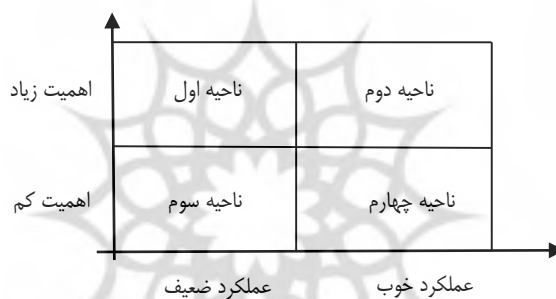 اهمیت زیاد
ناحیه اول
ناحیه دوم
اهمیت کم
ناحیه سوم
ناحیه چهارم
عملکرد ضعیف
عملکرد خوب